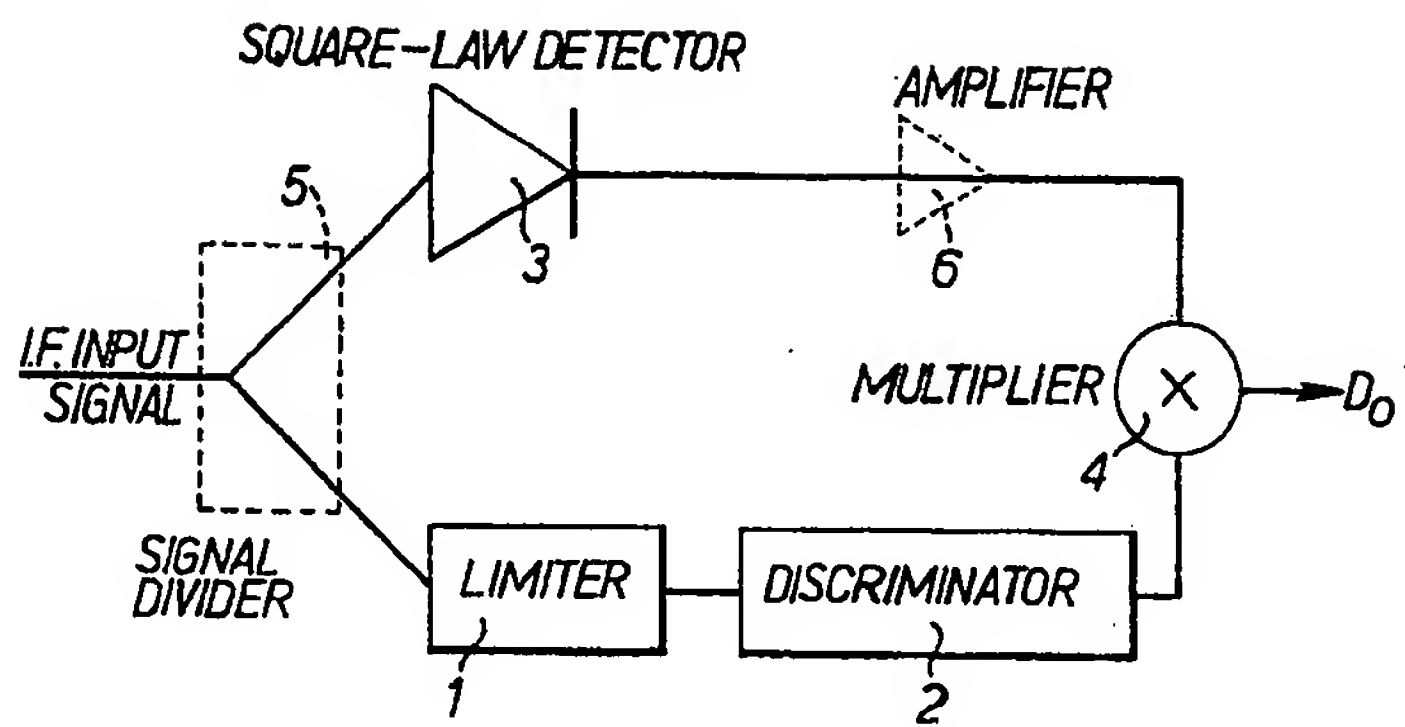 SQUARE-LAW DETECTOR
AMPLIFIER
5
3
6
I.F. INPUT
SIGNAL
MULTIPLIER
X
D0
4
SIGNAL
DIVIDER
LIMITER
DISCRIMINATOR
1
2